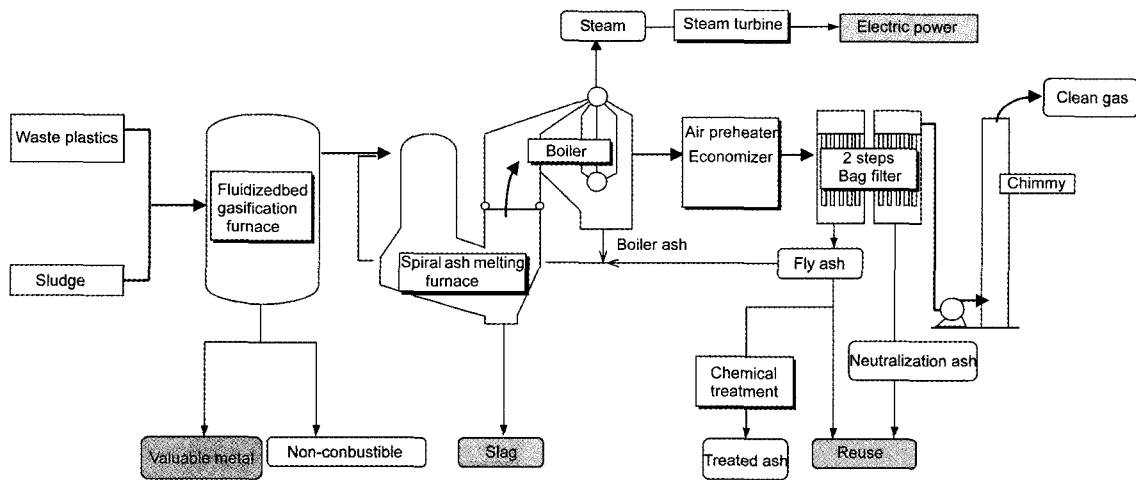 Steam
Steam turbine
Electric power
Clean gas
Waste plastics
Fluidizedbed
gasification
furnace
Boiler
Air preheater
Economizer
2 steps
Bag filter
Chimmy
Sludge
Spiral ash melting
furnace
Boiler ash
Fly ash
Chemical
treatment
Neutralization ash
Valuable metal
Non-conbustible
Slag
Treated ash
Reuse